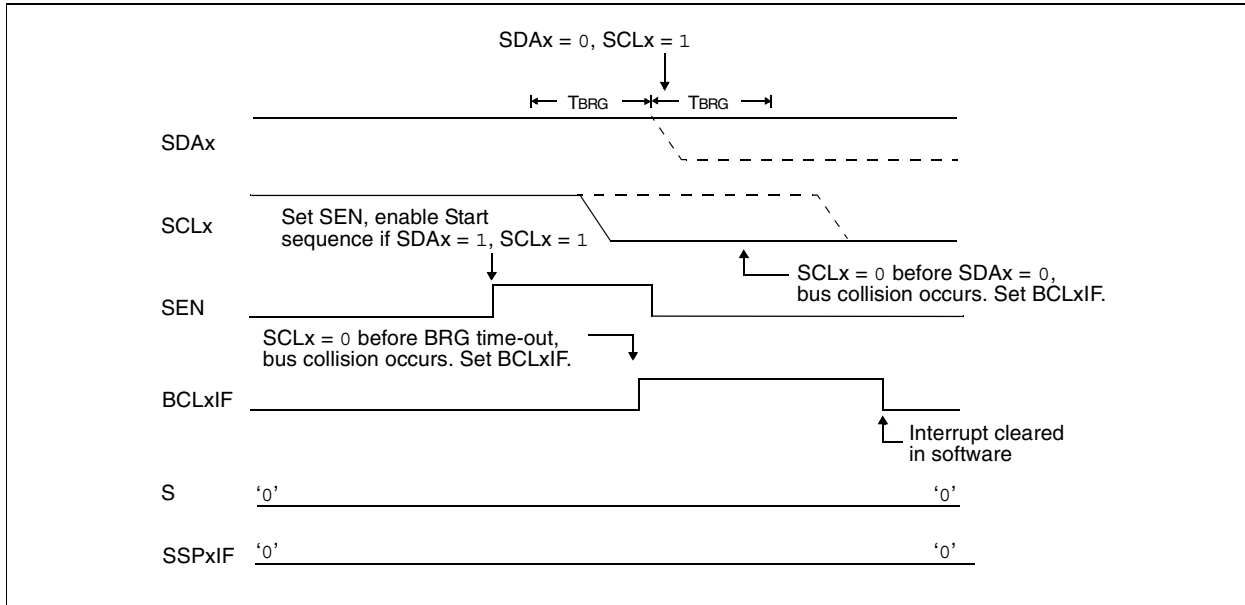 SDAx = 0, SCLx = 1
TBRG TBRG
SDAx
SCLx
Set SEN, enable Start
sequence if SDAx = 1, SCLx = 1
SCLx = 0 before SDAx = 0,
bus collision occurs. Set BCLxIF.
SEN
SCLx = 0 before BRG time-out,
bus collision occurs. Set BCLxIF.
BCLxIF
Interrupt cleared
in software
S ‘0’ ‘0’
SSPxIF ‘0’ ‘0’